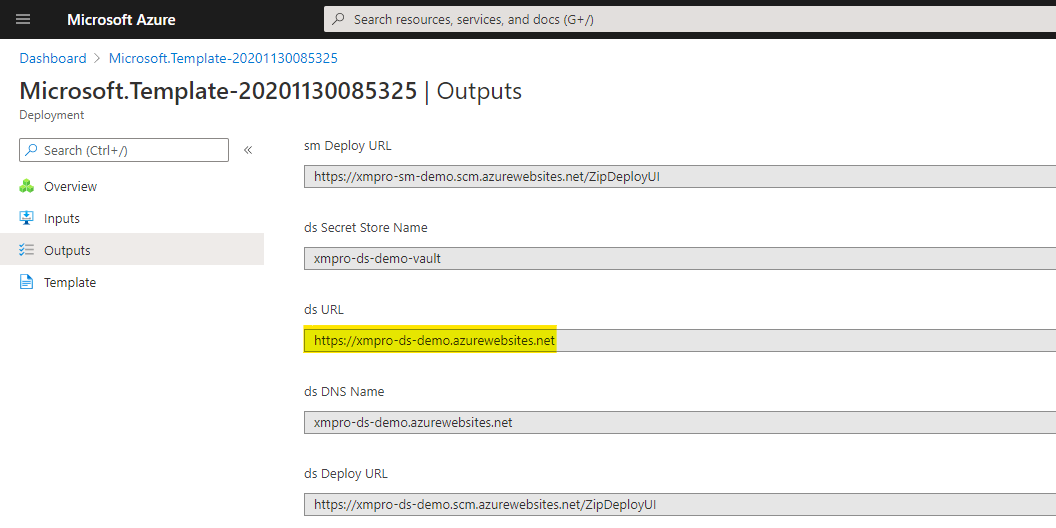 Microsoft Azure
Search resources, services, and docs (G+/)
Dashboard > Microsoft.Template-20201130085325
Microsoft.Template-20201130085325 | Outputs
Deployment
Search (Ctrl+/)
«
Overview
Inputs
Outputs
Template
sm Deploy URL
https://xmpro-sm-demo.scm.azurewebsites.net/ZipDeployUI
ds Secret Store Name
xmpro-ds-demo-vault
ds URL
https://xmpro-ds-demo.azurewebsites.net
ds DNS Name
xmpro-ds-demo.azurewebsites.net
ds Deploy URL
https://xmpro-ds-demo.scm.azurewebsites.net/ZipDeployUI